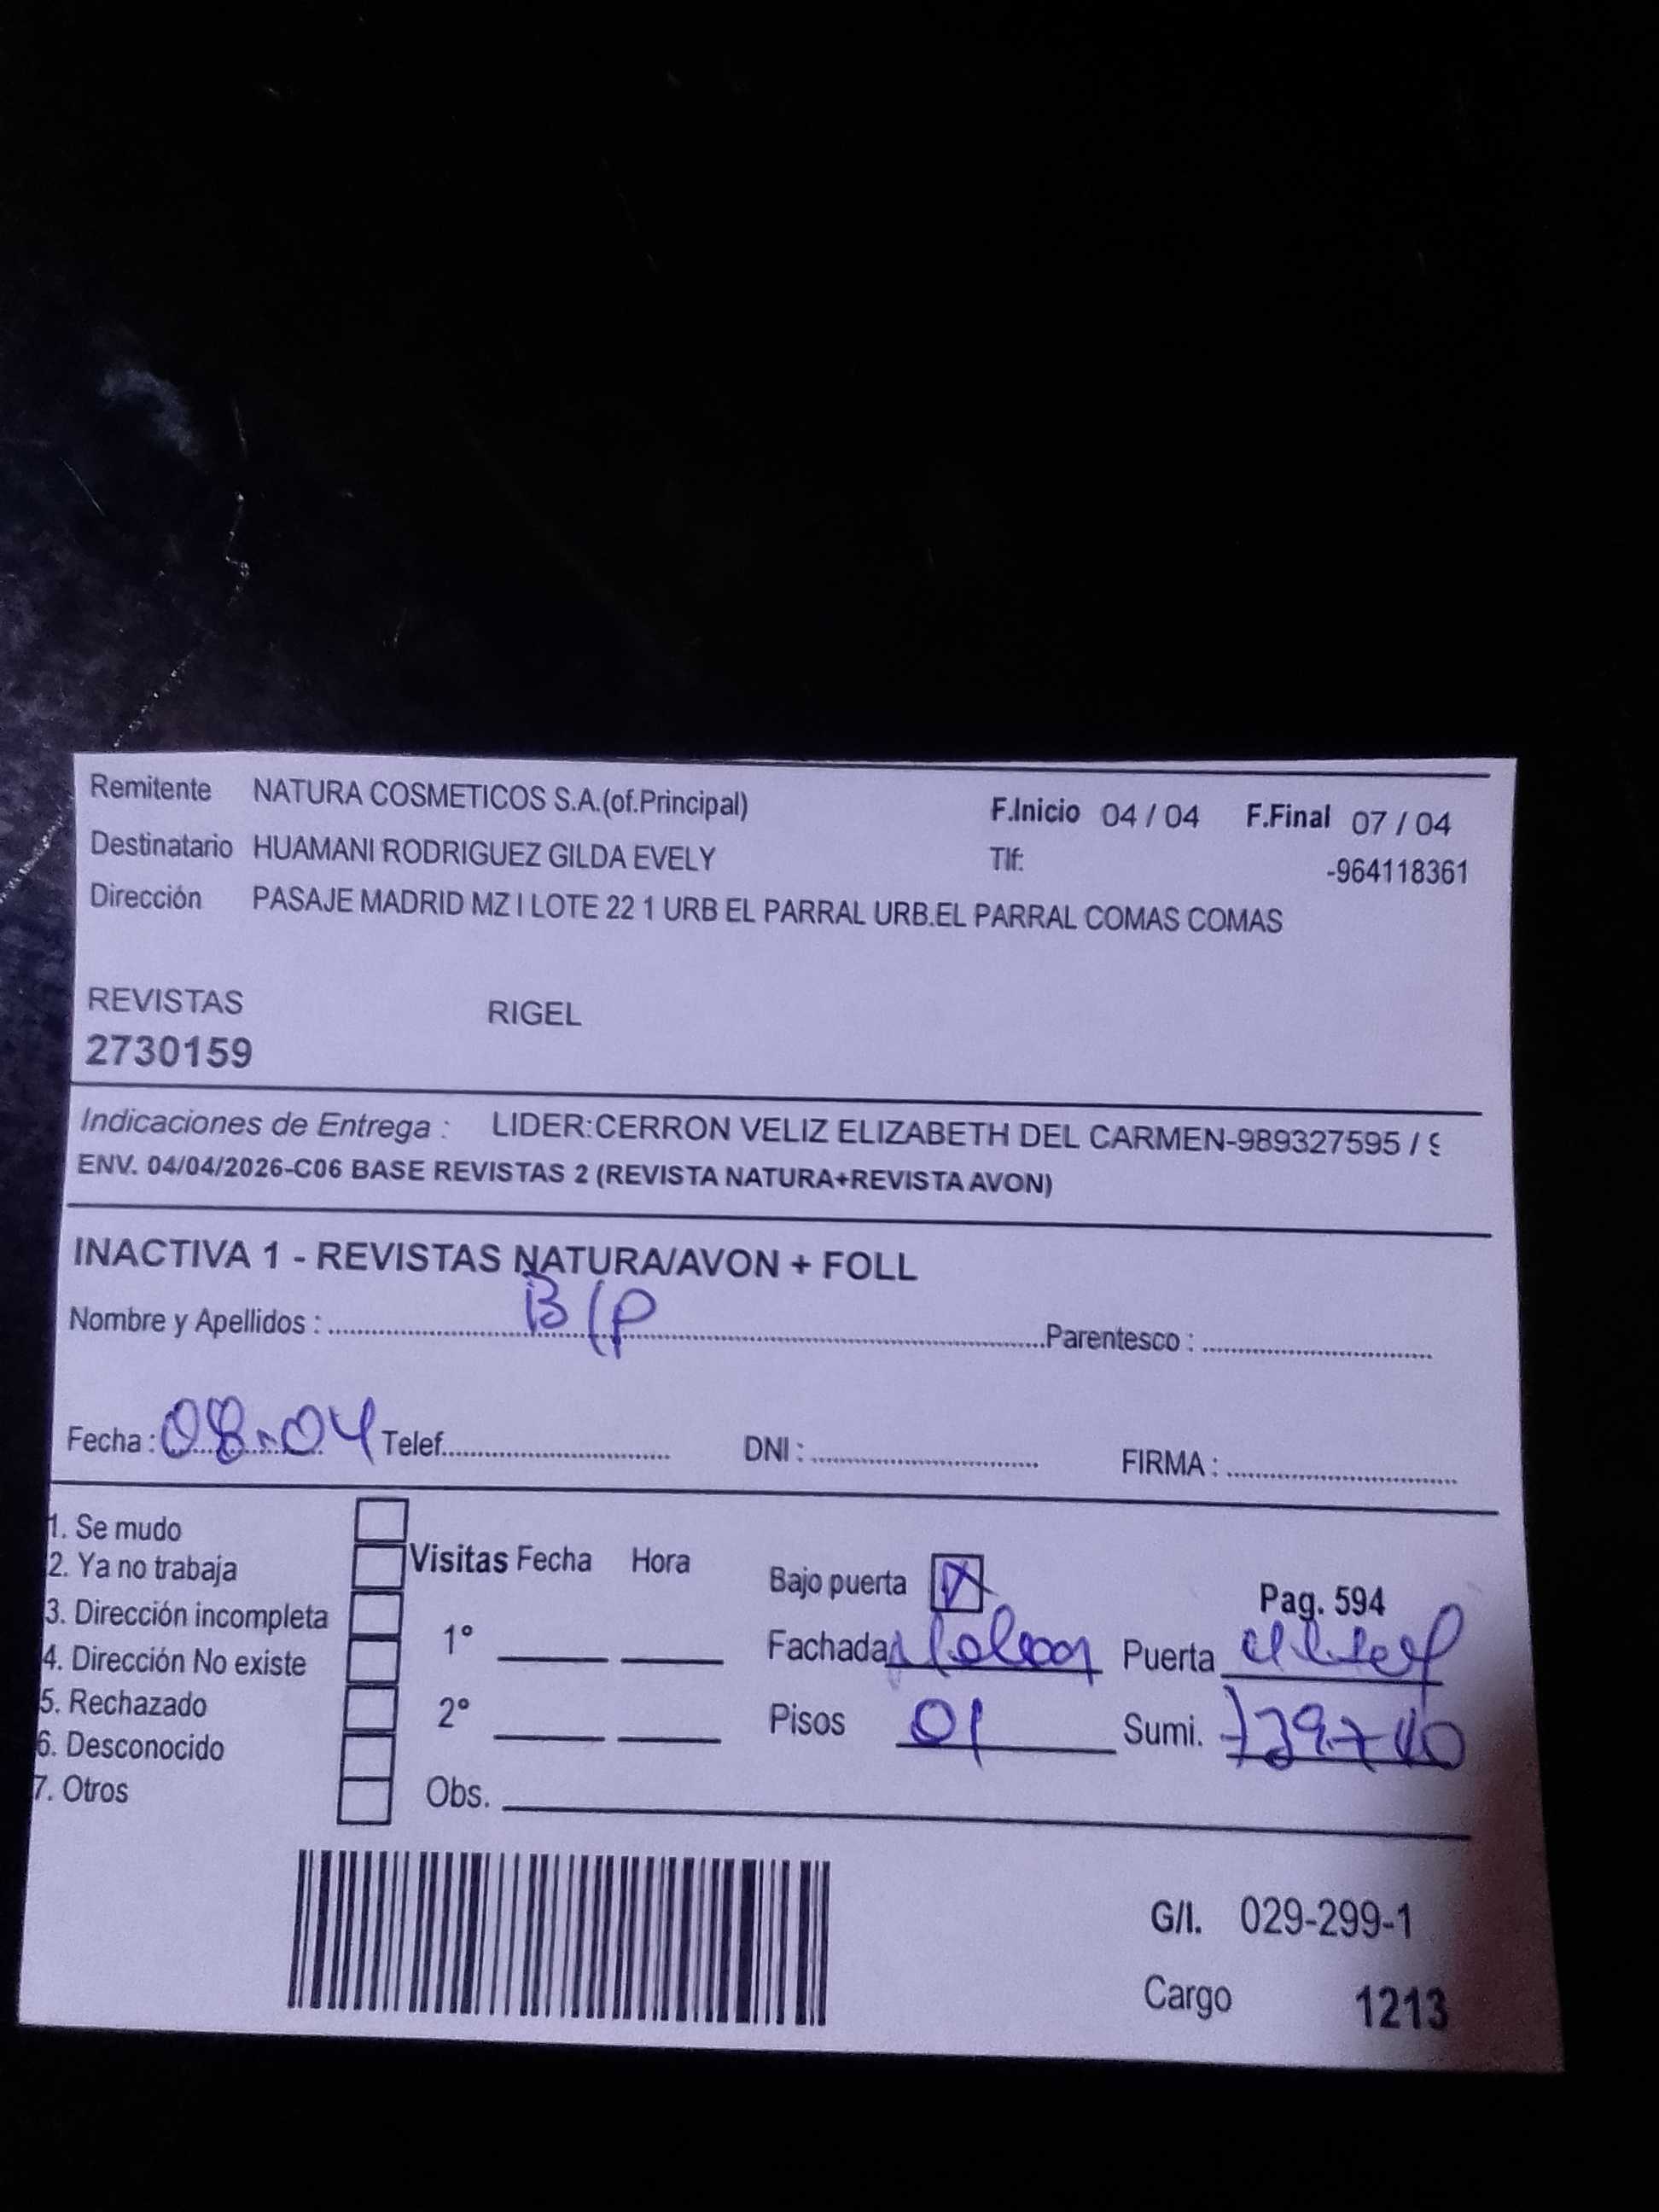 Remitente NATURA COSMETICOS S.A.(of.Principal) F.Inicio 04 / 04 F.Final 07 / 04
Destinatario HUAMANI RODRIGUEZ GILDA EVELY Tlf: -964118361
Dirección PASAJE MADRID MZ I LOTE 22 1 URB EL PARRAL URB.EL PARRAL COMAS COMAS
REVISTAS RIGEL
2730159
Indicaciones de Entrega : LIDER:CERRON VELIZ ELIZABETH DEL CARMEN-989327595 /
ENV. 04/04/2026-C06 BASE REVISTAS 2 (REVISTA NATURA+REVISTA AVON)
INACTIVA 1 - REVISTAS NATURA/AVON + FOLL
Nombre y Apellidos : B/P Parentesco :
Fecha : 08.04 Telef. DNI : FIRMA :
1. Se mudo
2. Ya no trabaja
3. Dirección incompleta
4. Dirección No existe
5. Rechazado
6. Desconocido
7. Otros
Visitas Fecha Hora
1°
2°
Obs.
Bajo puerta X Pag. 594
Fachada Puerta
Pisos 01 Sumi.
G/I. 029-299-1
Cargo 1213